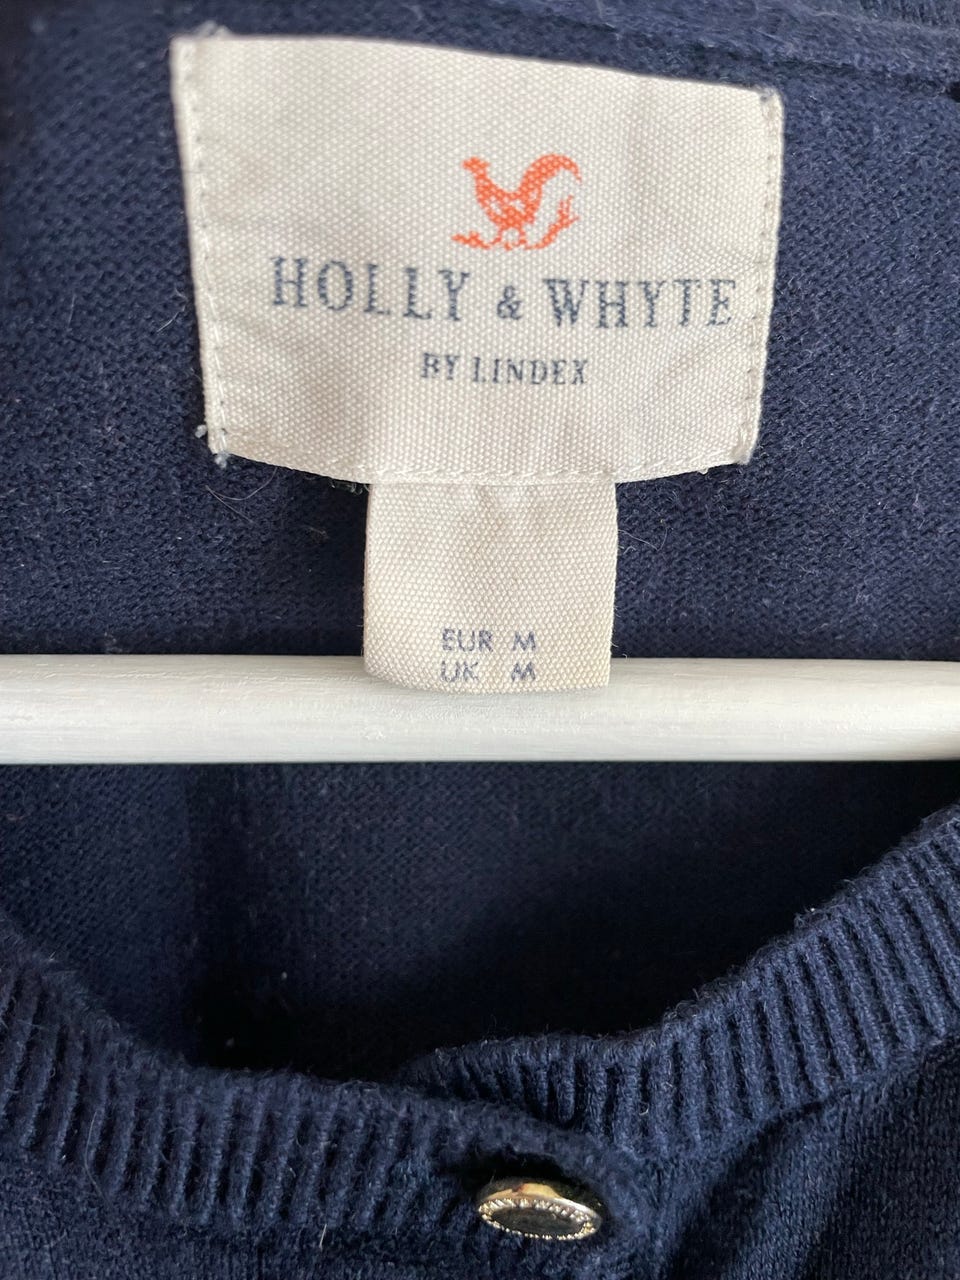 HOLLY & WHYTE
BY LINDEX
EUR M
UK M